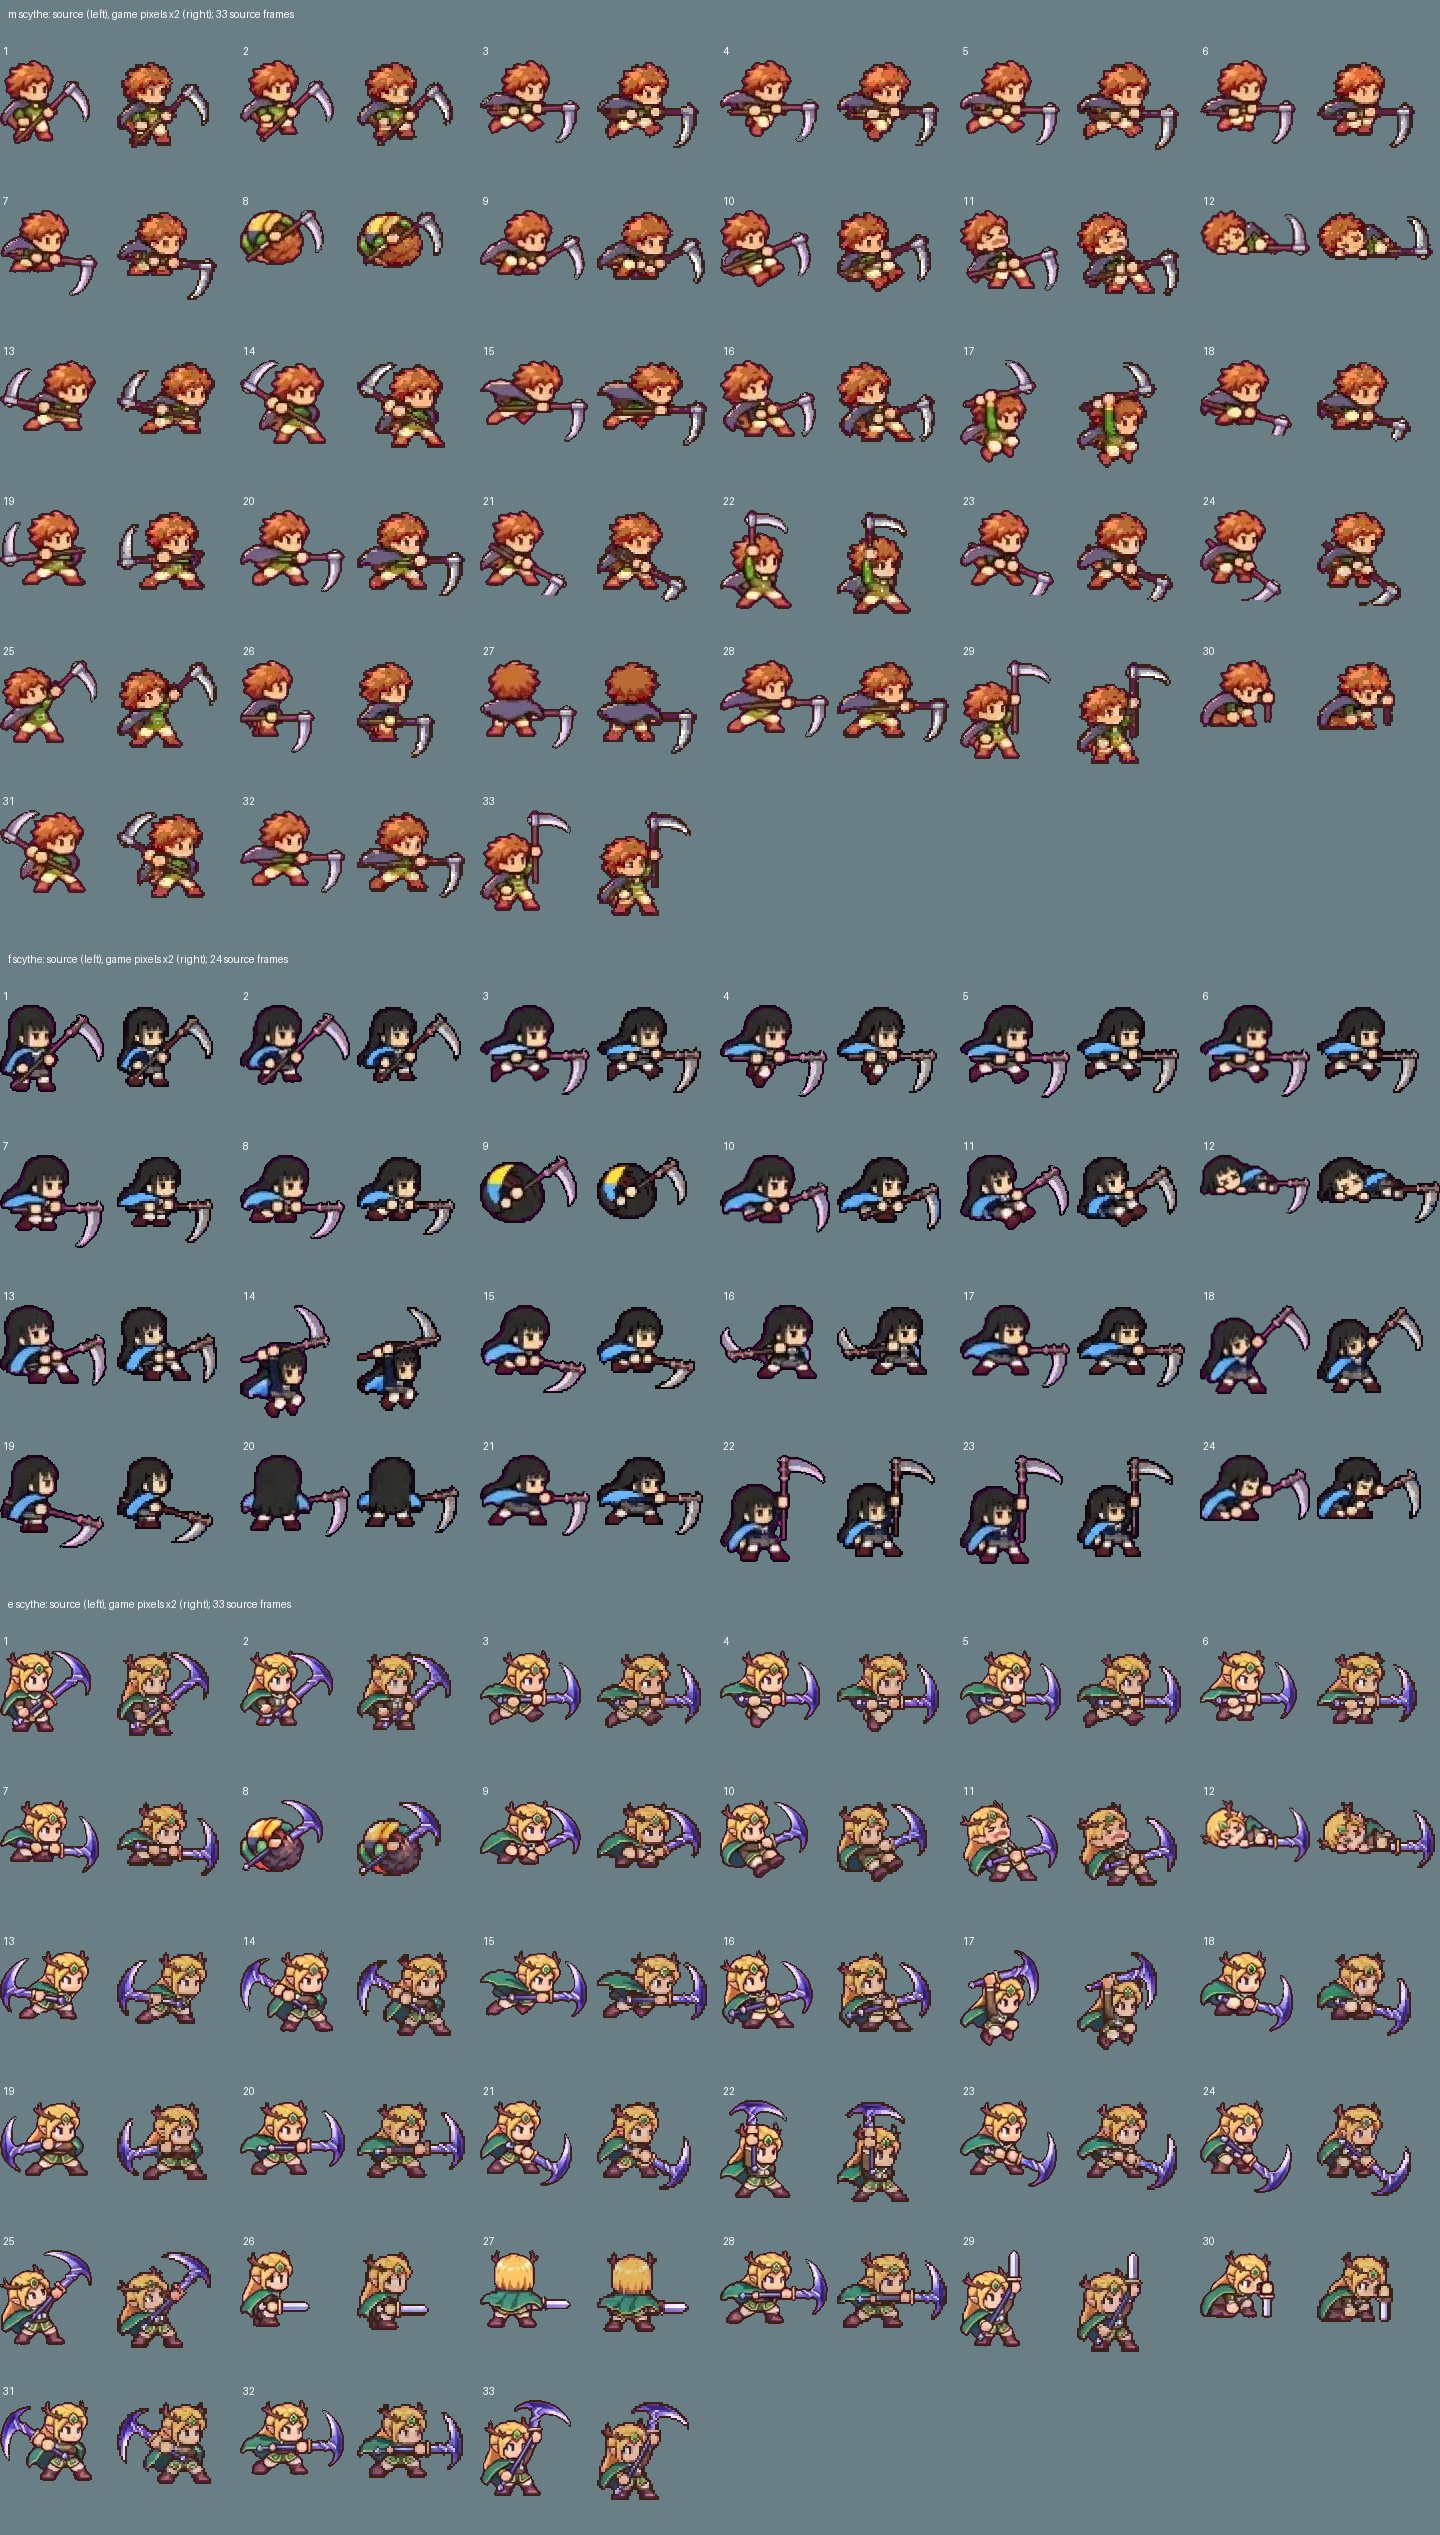 m scythe: source (left), game pixels x2 (right); 33 source frames
1 2 3 4 5 6
7 8 9 10 11 12
13 14 15 16 17 18
19 20 21 22 23 24
25 26 27 28 29 30
31 32 33
f scythe: source (left), game pixels x2 (right); 24 source frames
1 2 3 4 5 6
7 8 9 10 11 12
13 14 15 16 17 18
19 20 21 22 23 24
e scythe: source (left), game pixels x2 (right); 33 source frames
1 2 3 4 5 6
7 8 9 10 11 12
13 14 15 16 17 18
19 20 21 22 23 24
25 26 27 28 29 30
31 32 33